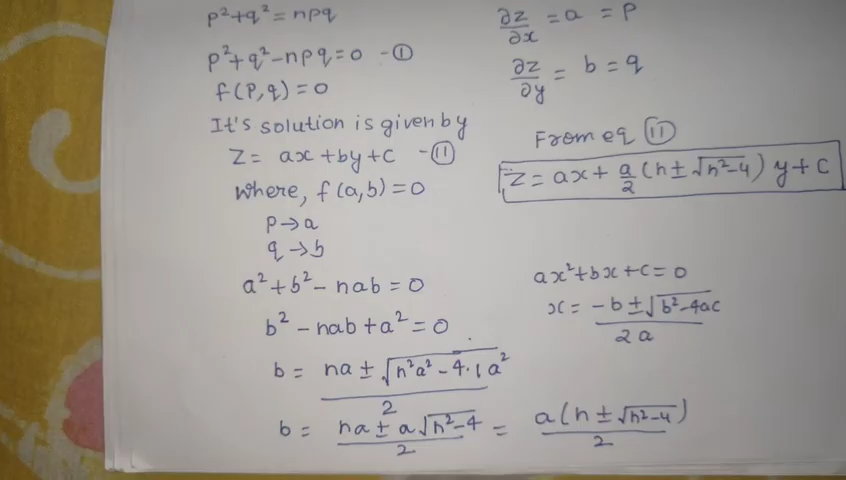 p²+q² = npq
p²+q²-npq=0 -①
f(p,q)=0
It's solution is given by
z= ax+by+c -⑪
where, f(a,b)=0
p→a
q→b
a²+b²-nab=0
b²-nab+a²=0
b = na±√n²a²-4·1a² / 2
b = na±a√n²-4 / 2 = a(n±√n²-4) / 2
∂z/∂x = a = p
∂z/∂y = b = q
From eq ⑪
z=ax+a/2(n±√n²-4)y+c
ax²+bx+c=0
x= -b±√b²-4ac / 2a